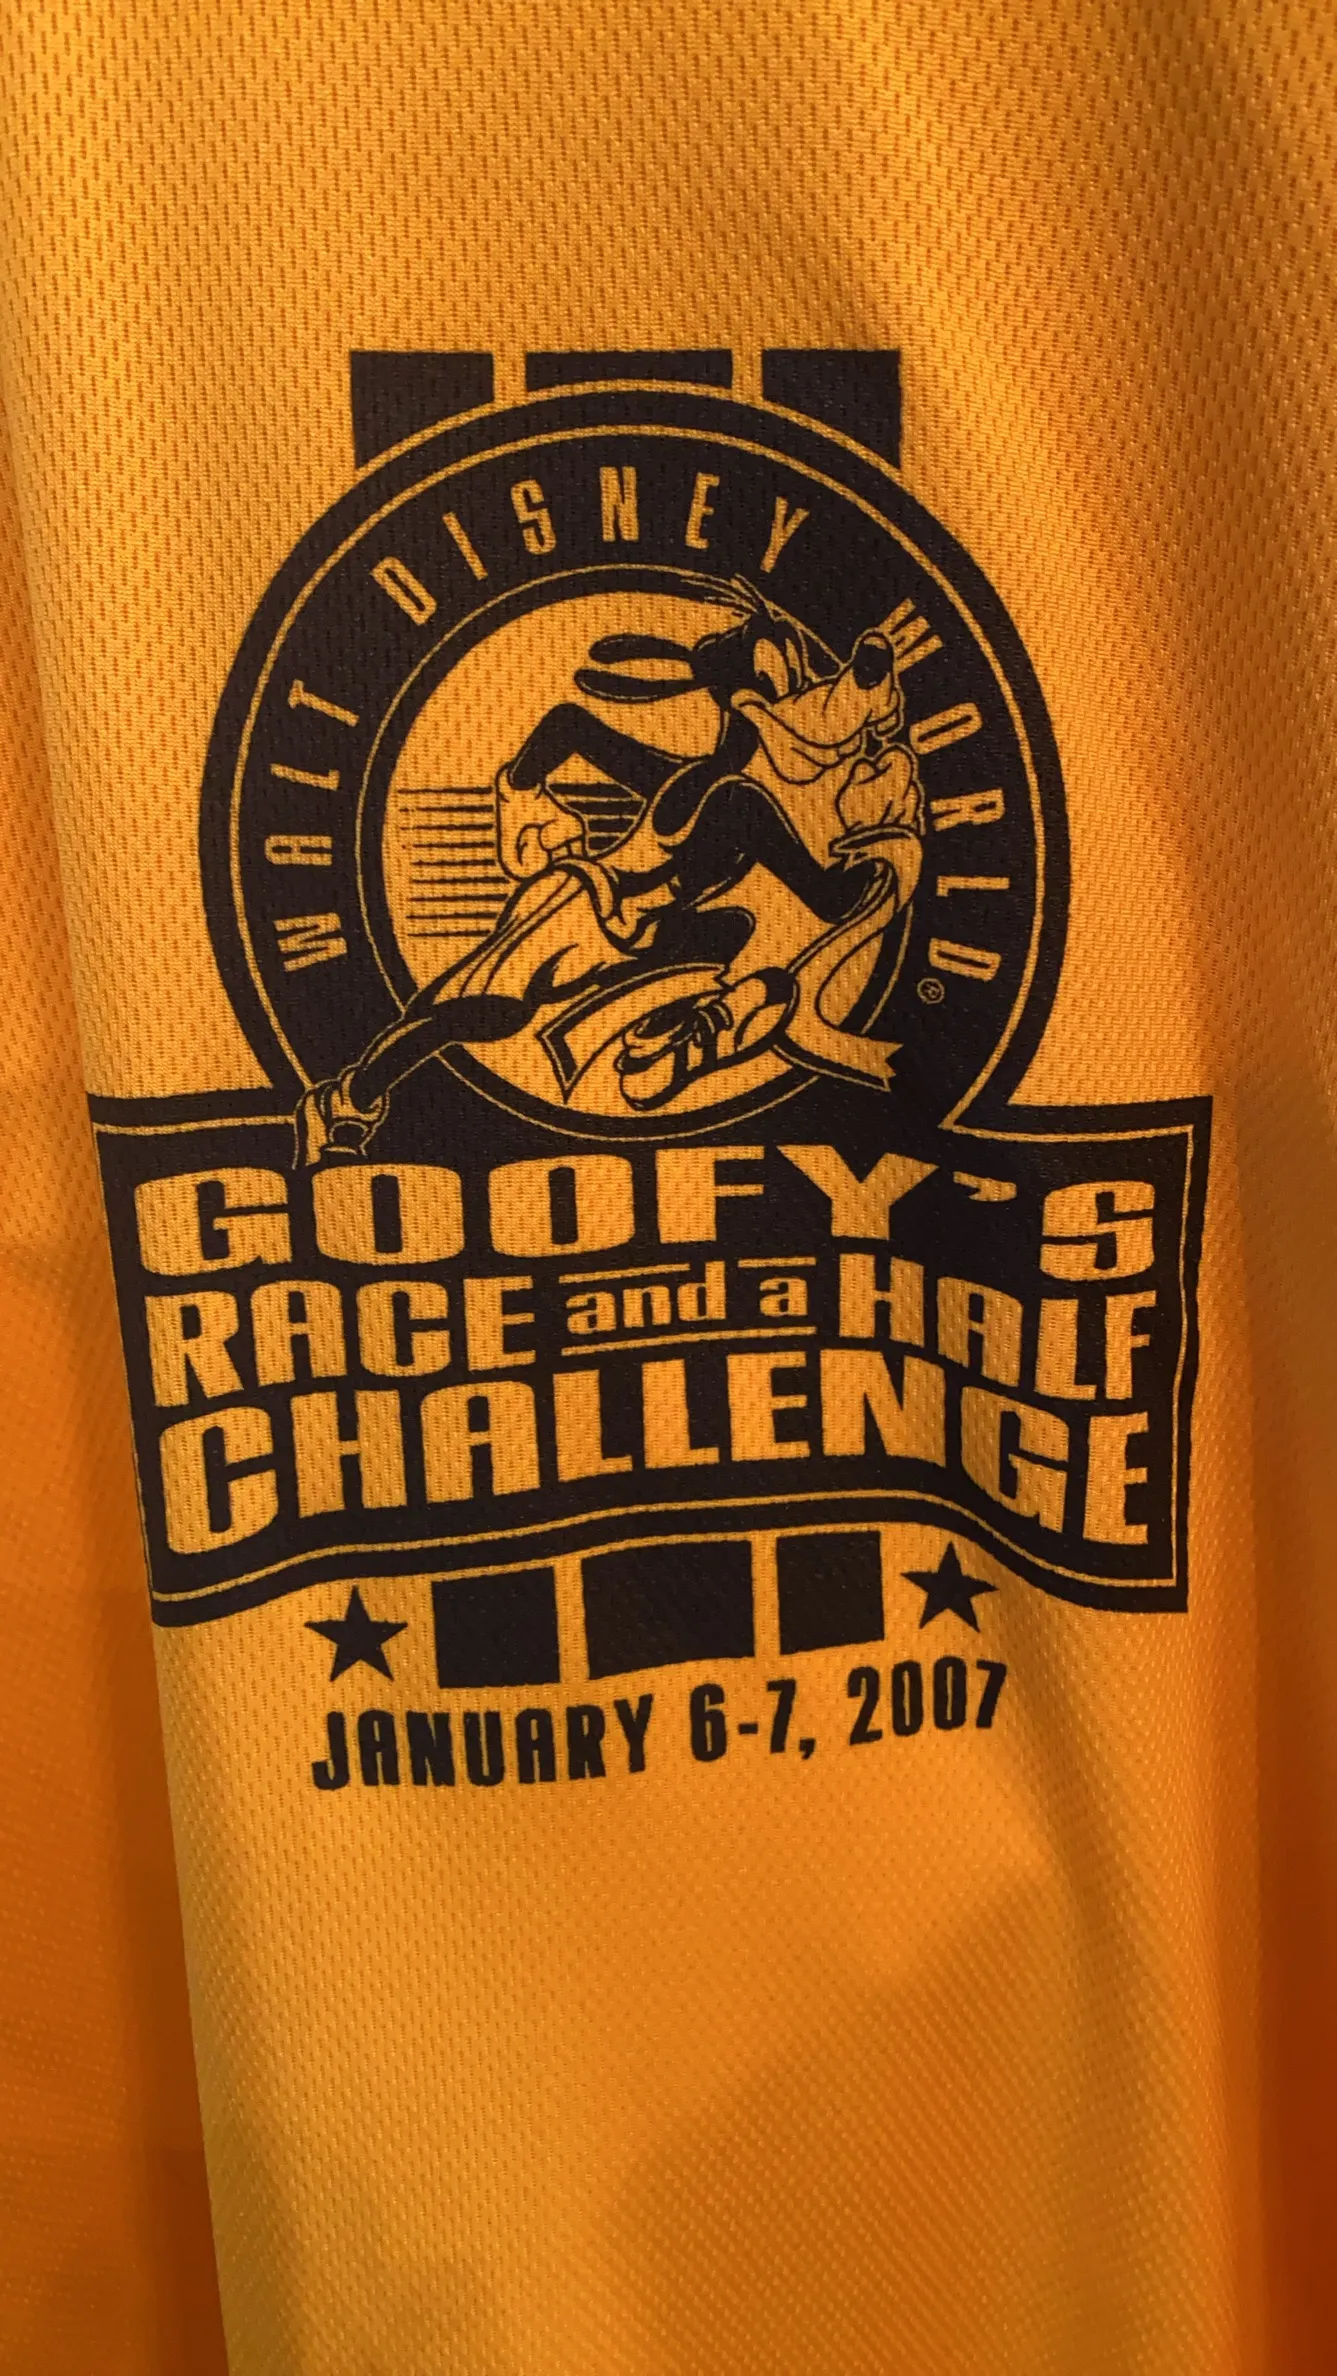 WALT DISNEY WORLD®
GOOFY'S
RACE and a HALF
CHALLENGE
JANUARY 6-7, 2007